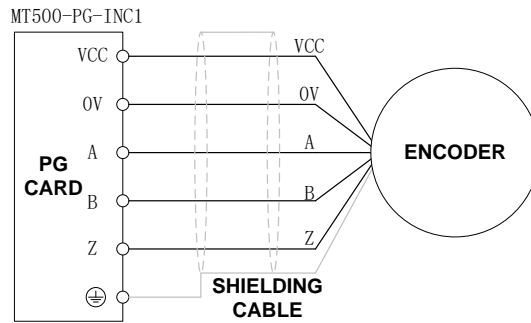 MT500-PG-INC1
VCC VCC
0V 0V
A A
PG
CARD
ENCODER
B B
Z Z
SHIELDING
CABLE